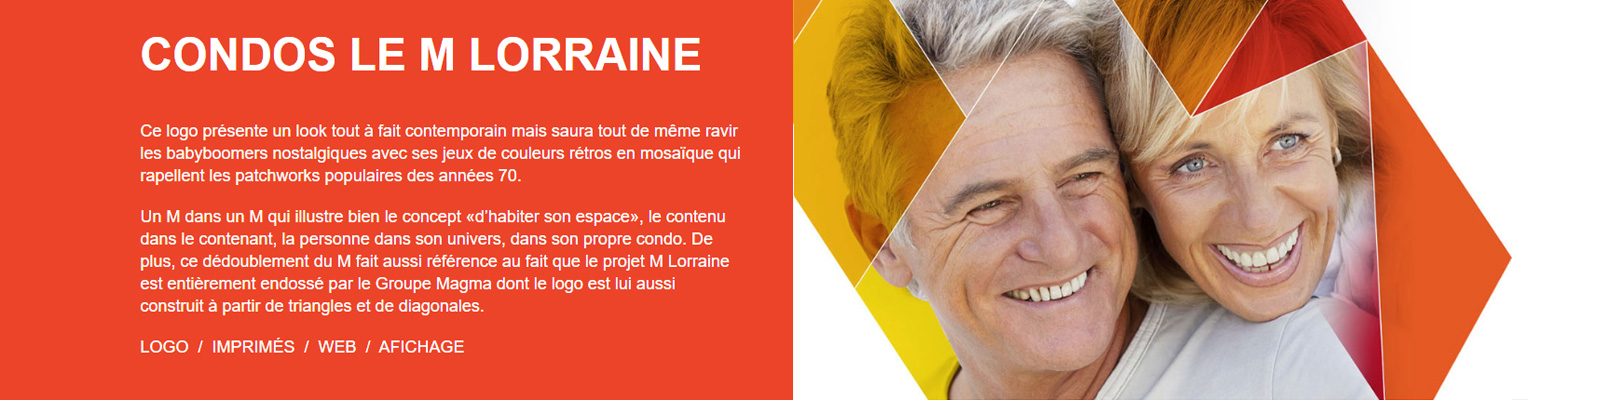 CONDOS LE M LORRAINE
Ce logo présente un look tout à fait contemporain mais saura tout de même ravir
les babyboomers nostalgiques avec ses jeux de couleurs rétros en mosaïque qui
rapellent les patchworks populaires des années 70.
Un M dans un M qui illustre bien le concept «d'habiter son espace», le contenu
dans le contenant, la personne dans son univers, dans son propre condo. De
plus, ce dédoublement du M fait aussi référence au fait que le projet M Lorraine
est entièrement endossé par le Groupe Magma dont le logo est lui aussi
construit à partir de triangles et de diagonales.
LOGO / IMPRIMÉS / WEB / AFICHAGE